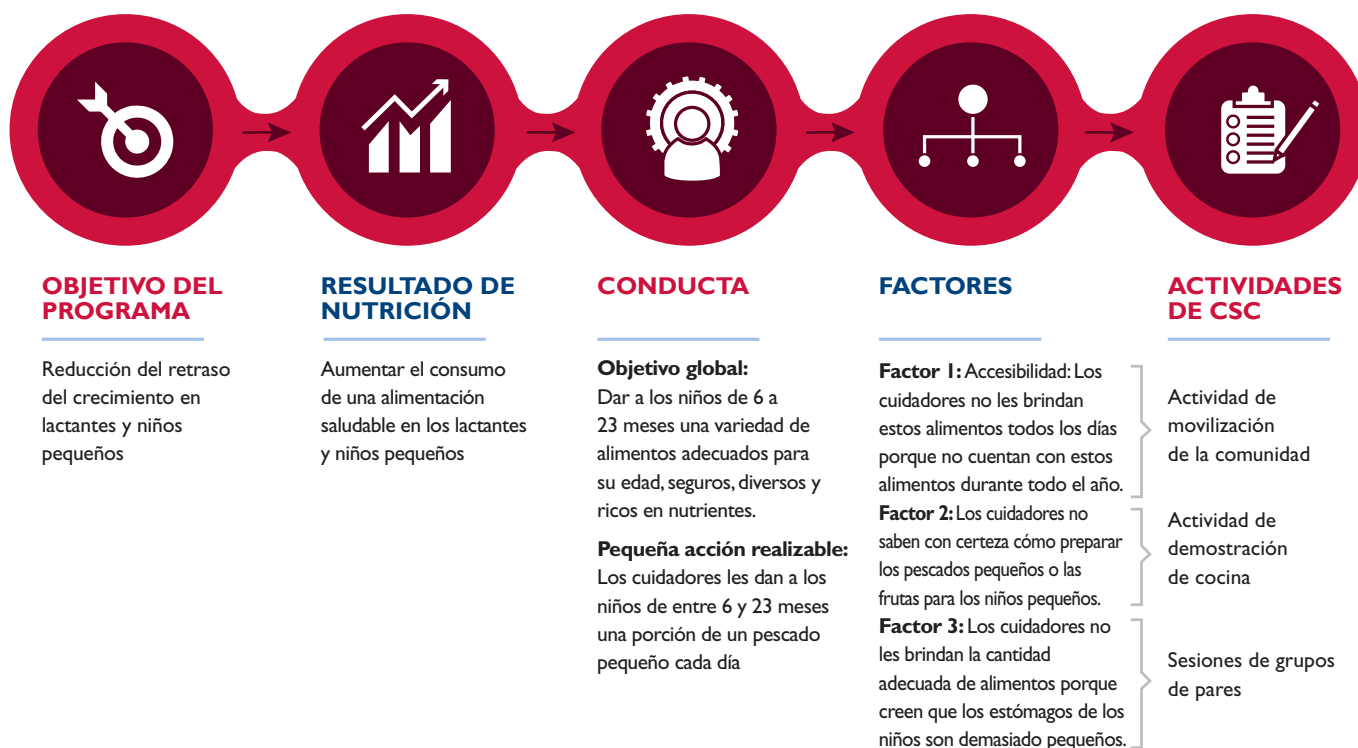 OBJETIVO DEL
PROGRAMA
Reducción del retraso
del crecimiento en
lactantes y niños
pequeños
RESULTADO DE
NUTRICIÓN
Aumentar el consumo
de una alimentación
saludable en los lactantes
y niños pequeños
CONDUCTA
Objetivo global:
Dar a los niños de 6 a
23 meses una variedad de
alimentos adecuados para
su edad, seguros, diversos y
ricos en nutrientes.
Pequeña acción realizable:
Los cuidadores les dan a los
niños de entre 6 y 23 meses
una porción de un pescado
pequeño cada día
FACTORES
Factor 1: Accesibilidad: Los
cuidadores no les brindan
estos alimentos todos los días
porque no cuentan con estos
alimentos durante todo el año.
Factor 2: Los cuidadores no
saben con certeza cómo preparar
los pescados pequeños o las
frutas para los niños pequeños.
Factor 3: Los cuidadores no
les brindan la cantidad
adecuada de alimentos porque
creen que los estómagos de los
niños son demasiado pequeños.
ACTIVIDADES
DE CSC
Actividad de
movilización
de la comunidad
Actividad de
demostración
de cocina
Sesiones de grupos
de pares